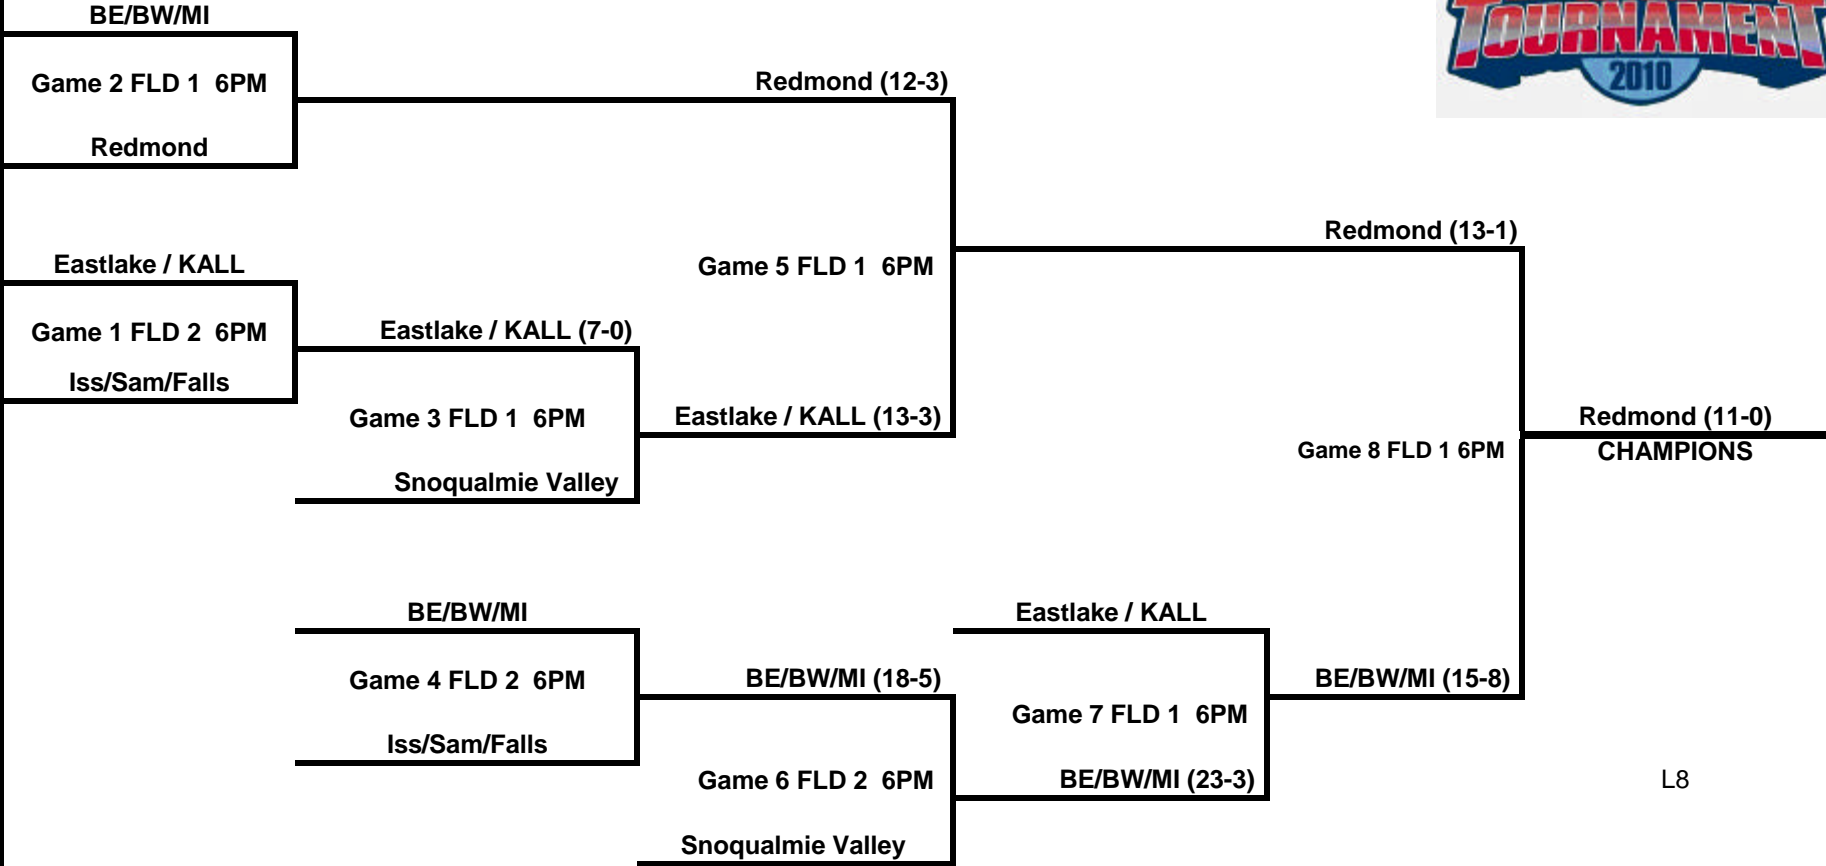 BE/BW/MI
TOURNAMENT
2010
Game 2 FLD 1 6PM
Redmond (12-3)
Redmond
Redmond (13-1)
Eastlake / KALL
Game 5 FLD 1 6PM
Game 1 FLD 2 6PM
Eastlake / KALL (7-0)
Iss/Sam/Falls
Game 3 FLD 1 6PM
Eastlake / KALL (13-3)
Redmond (11-0)
Game 8 FLD 1 6PM
CHAMPIONS
Snoqualmie Valley
BE/BW/MI
Eastlake / KALL
Game 4 FLD 2 6PM
BE/BW/MI (18-5)
BE/BW/MI (15-8)
Game 7 FLD 1 6PM
Iss/Sam/Falls
Game 6 FLD 2 6PM
BE/BW/MI (23-3)
L8
Snoqualmie Valley